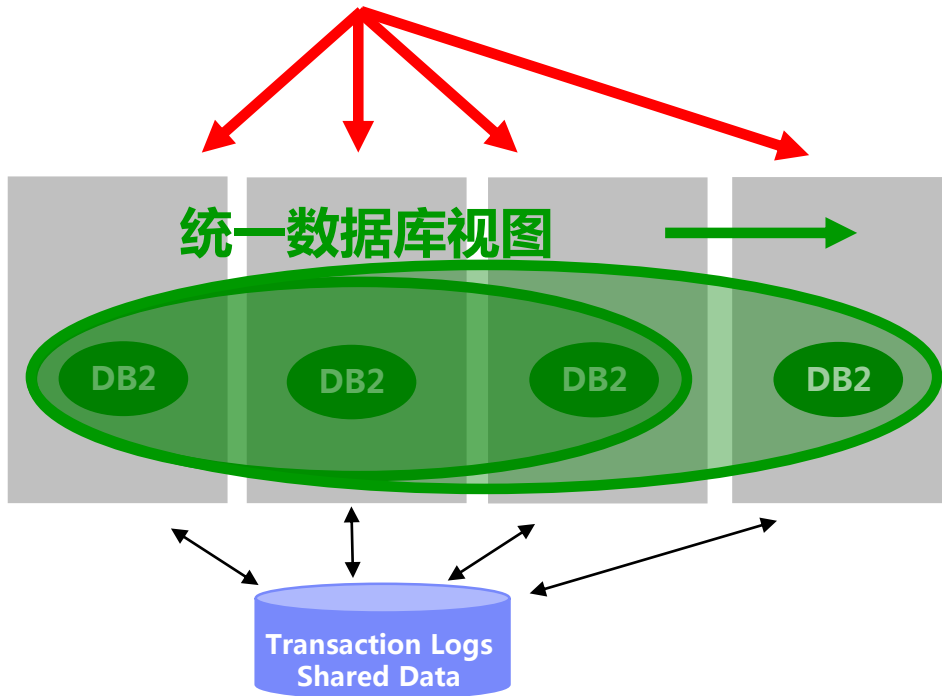 统一数据库视图
DB2
DB2
DB2
DB2
Transaction Logs
Shared Data